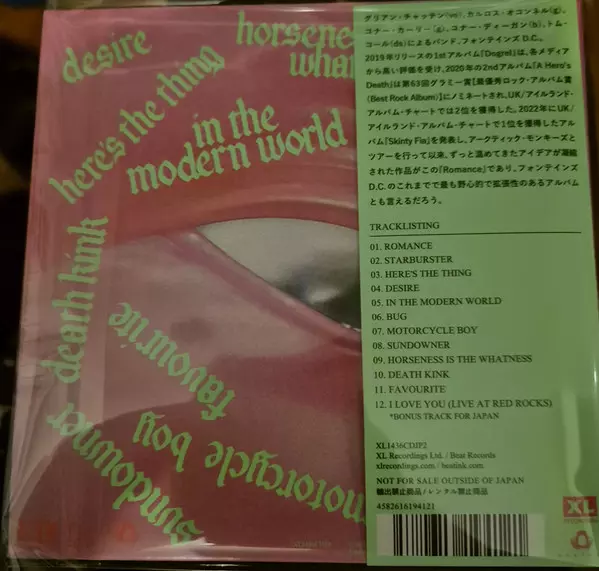 desire
horsene
what
here's the thing
in the
modern world
death kink
favourite
motorcycle boy
sundowner
グリアン・チャッテン(vo)、カルロス・オコンネル(g)、
コナー・カーリー(g)、コナー・ディーガン(b)、トム・
コール(ds)によるバンド、フォンテインズ D.C.。
2019年リリースの1stアルバム『Dogrel』は、各メディア
から高い評価を受け、2020年の2ndアルバム『A Hero's
Death』は第63回グラミー賞【最優秀ロック・アルバム賞
(Best Rock Album)】にノミネートされ、UK/アイルランド・
アルバム・チャートでは2位を獲得した。2022年にUK/
アイルランド・アルバム・チャートで1位を獲得したアル
バム『Skinty Fia』を発表し、アークティック・モンキーズと
ツアーを行って以来、ずっと温めてきたアイデアが凝縮
された作品がこの『Romance』であり、フォンテインズ
D.C.のこれまでで最も野心的で拡張性のあるアルバム
とも言えるだろう。
TRACKLISTING
01. ROMANCE
02. STARBURSTER
03. HERE'S THE THING
04. DESIRE
05. IN THE MODERN WORLD
06. BUG
07. MOTORCYCLE BOY
08. SUNDOWNER
09. HORSENESS IS THE WHATNESS
10. DEATH KINK
11. FAVOURITE
12. I LOVE YOU (LIVE AT RED ROCKS)
*BONUS TRACK FOR JAPAN
XL1436CDJP2
XL Recordings Ltd. / Beat Records
xlrecordings.com / beatink.com
NOT FOR SALE OUTSIDE OF JAPAN
輸出禁止商品/レンタル禁止商品
4582616194121
XL